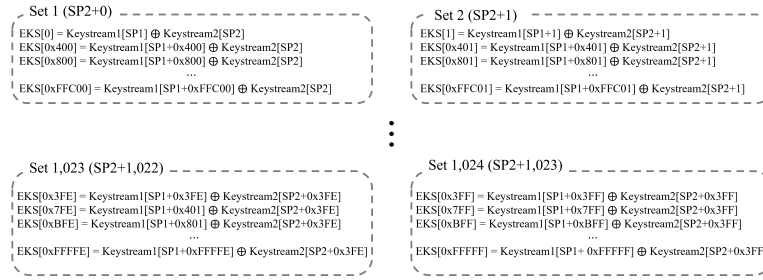 Set 1 (SP2+0)
EKS[0] = Keystream1[SP1] ⊕ Keystream2[SP2]
EKS[0x400] = Keystream1[SP1+0x400] ⊕ Keystream2[SP2]
EKS[0x800] = Keystream1[SP1+0x800] ⊕ Keystream2[SP2]
...
EKS[0xFFC00] = Keystream1[SP1+0xFFC00] ⊕ Keystream2[SP2]
Set 2 (SP2+1)
EKS[1] = Keystream1[SP1+1] ⊕ Keystream2[SP2+1]
EKS[0x401] = Keystream1[SP1+0x401] ⊕ Keystream2[SP2+1]
EKS[0x801] = Keystream1[SP1+0x801] ⊕ Keystream2[SP2+1]
...
EKS[0xFFC01] = Keystream1[SP1+0xFFC01] ⊕ Keystream2[SP2+1]
Set 1,023 (SP2+1,022)
EKS[0x3FE] = Keystream1[SP1+0x3FE] ⊕ Keystream2[SP2+0x3FE]
EKS[0x7FE] = Keystream1[SP1+0x401] ⊕ Keystream2[SP2+0x3FE]
EKS[0xBFE] = Keystream1[SP1+0x801] ⊕ Keystream2[SP2+0x3FE]
...
EKS[0xFFFFE] = Keystream1[SP1+0xFFFFE] ⊕ Keystream2[SP2+0x3FE]
Set 1,024 (SP2+1,023)
EKS[0x3FF] = Keystream1[SP1+0x3FF] ⊕ Keystream2[SP2+0x3FF]
EKS[0x7FF] = Keystream1[SP1+0x7FF] ⊕ Keystream2[SP2+0x3FF]
EKS[0xBFF] = Keystream1[SP1+0xBFF] ⊕ Keystream2[SP2+0x3FF]
...
EKS[0xFFFFF] = Keystream1[SP1+ 0xFFFFF] ⊕ Keystream2[SP2+0x3FF